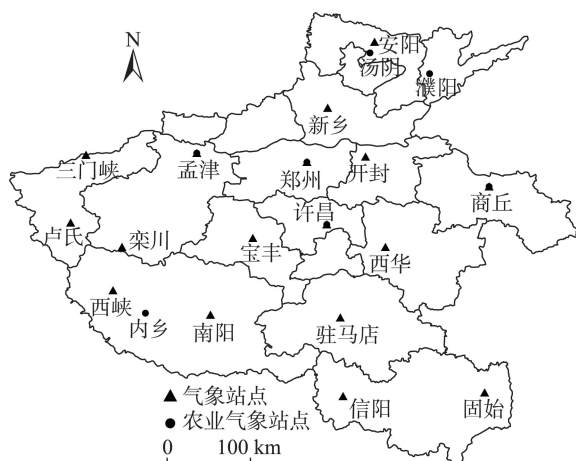 N
安阳
汤阴
濮阳
新乡
三门峡
孟津
郑州
开封
商丘
许昌
卢氏
栾川
宝丰
西华
西峡
内乡
南阳
驻马店
信阳
固始
气象站点
农业气象站点
0 100 km